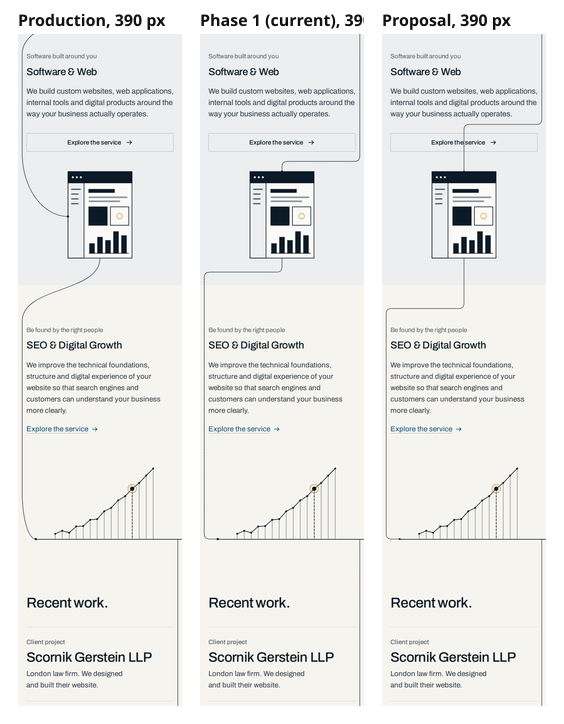 Production, 390 px
Software built around you
Software & Web
We build custom websites, web applications,
internal tools and digital products around the
way your business actually operates.
Explore the service →
Be found by the right people
SEO & Digital Growth
We improve the technical foundations,
structure and digital experience of your
website so that search engines and
customers can understand your business
more clearly.
Explore the service →
Recent work.
Client project
Scornik Gerstein LLP
London law firm. We designed
and built their website.
Phase 1 (current), 390
Software built around you
Software & Web
We build custom websites, web applications,
internal tools and digital products around the
way your business actually operates.
Explore the service →
Be found by the right people
SEO & Digital Growth
We improve the technical foundations,
structure and digital experience of your
website so that search engines and
customers can understand your business
more clearly.
Explore the service →
Recent work.
Client project
Scornik Gerstein LLP
London law firm. We designed
and built their website.
Proposal, 390 px
Software built around you
Software & Web
We build custom websites, web applications,
internal tools and digital products around the
way your business actually operates.
Explore the service →
Be found by the right people
SEO & Digital Growth
We improve the technical foundations,
structure and digital experience of your
website so that search engines and
customers can understand your business
more clearly.
Explore the service →
Recent work.
Client project
Scornik Gerstein LLP
London law firm. We designed
and built their website.